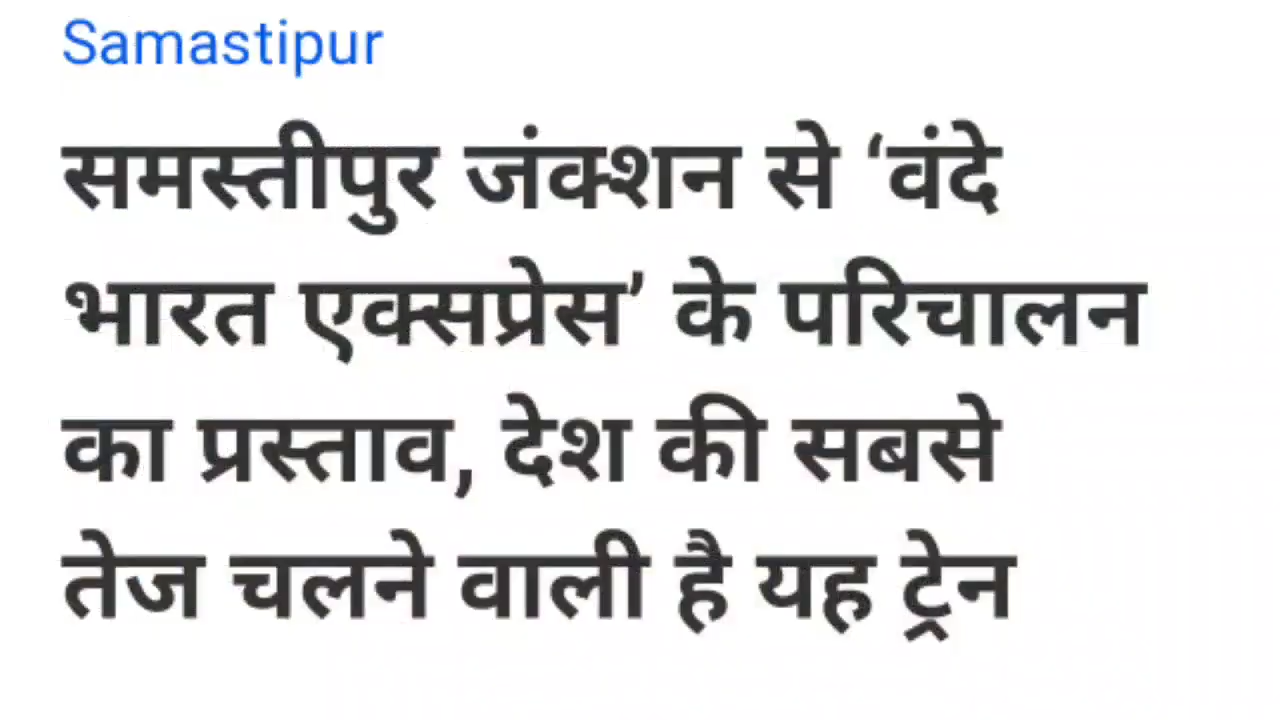 Samastipur
समस्तीपुर जंक्शन से ‘वंदे
भारत एक्सप्रेस’ के परिचालन
का प्रस्ताव, देश की सबसे
तेज चलने वाली है यह ट्रेन